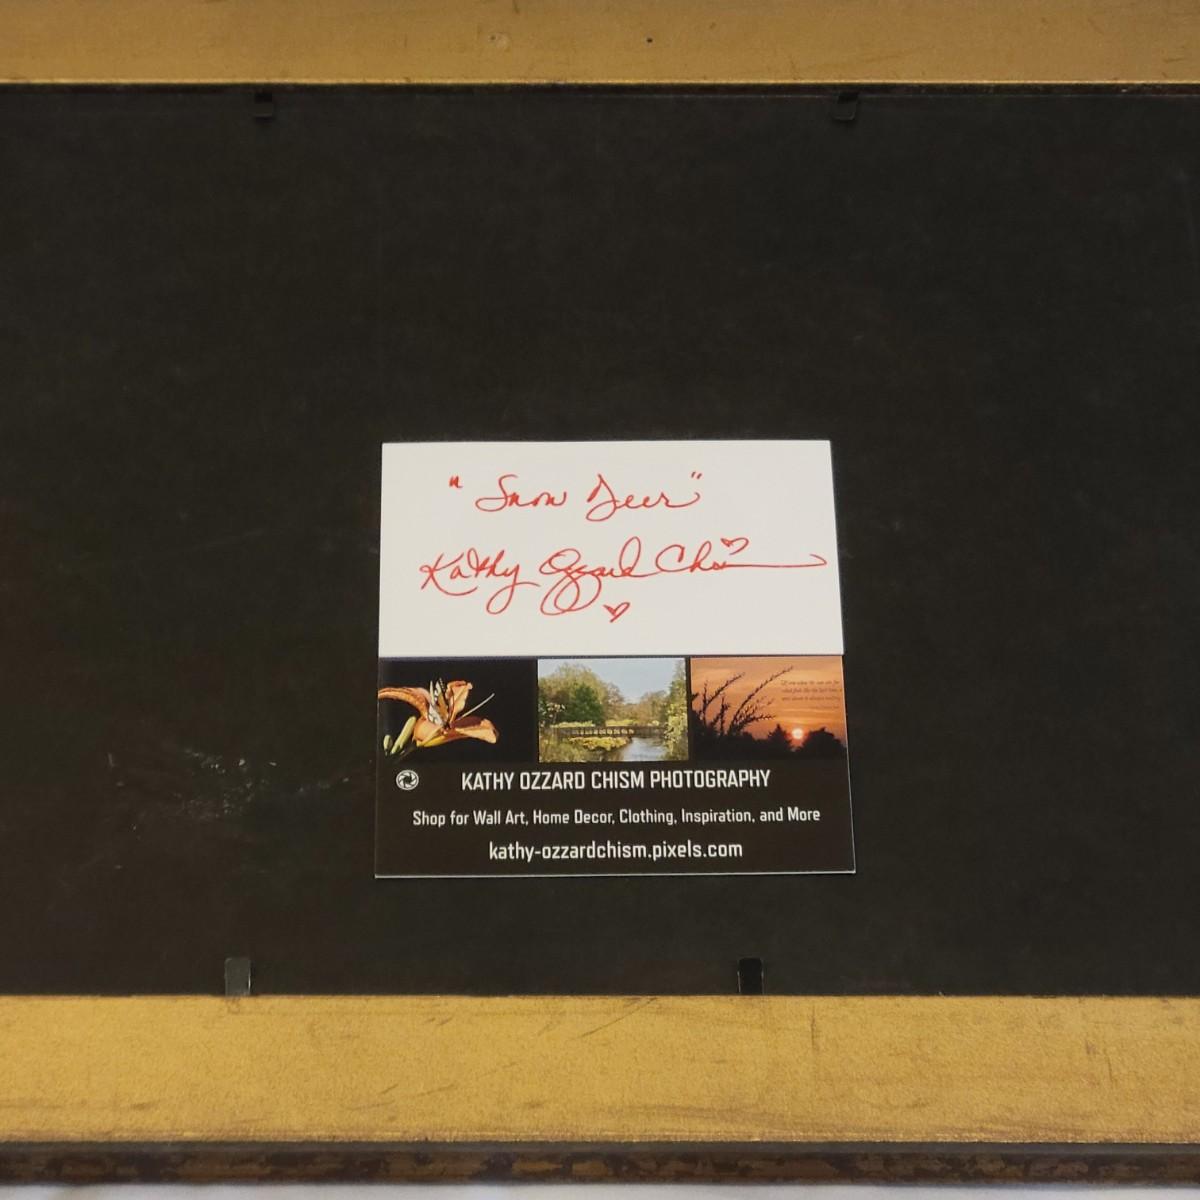 "Snow Deer"
Kathy Ozzard Chism
KATHY OZZARD CHISM PHOTOGRAPHY
Shop for Wall Art, Home Decor, Clothing, Inspiration, and More
kathy-ozzardchism.pixels.com